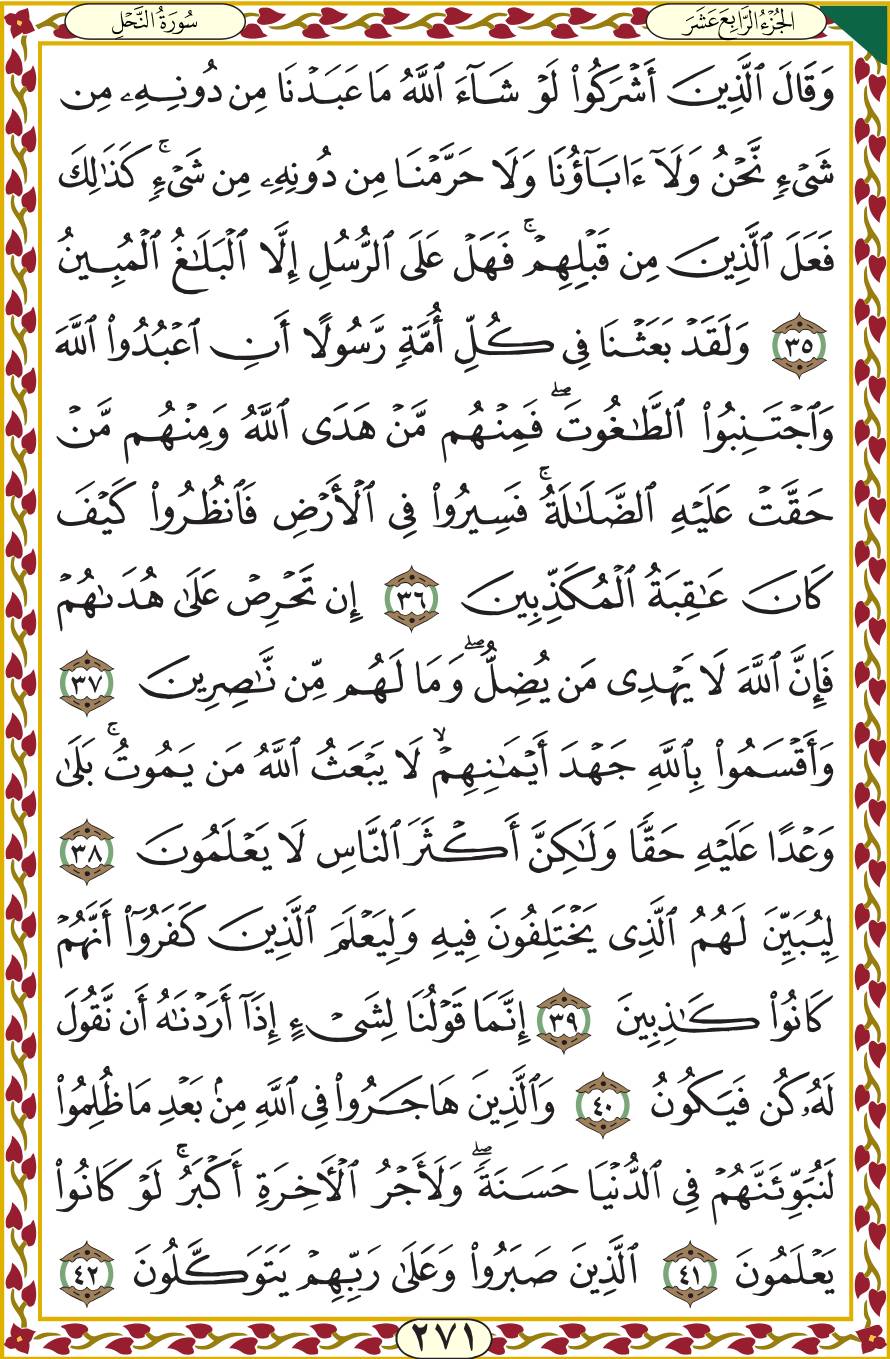 الجُزْءُ الرَّابِعَ عَشَرَ
سُورَةُ النَّحْلِ
وَقَالَ ٱلَّذِينَ أَشْرَكُوا۟ لَوْ شَآءَ ٱللَّهُ مَا عَبَدْنَا مِن دُونِهِۦ مِن
شَىْءٍ نَّحْنُ وَلَآ ءَابَآؤُنَا وَلَا حَرَّمْنَا مِن دُونِهِۦ مِن شَىْءٍ ۚ كَذَٰلِكَ
فَعَلَ ٱلَّذِينَ مِن قَبْلِهِمْ ۚ فَهَلْ عَلَى ٱلرُّسُلِ إِلَّا ٱلْبَلَـٰغُ ٱلْمُبِينُ
٣٥ وَلَقَدْ بَعَثْنَا فِى كُلِّ أُمَّةٍ رَّسُولًا أَنِ ٱعْبُدُوا۟ ٱللَّهَ
وَٱجْتَنِبُوا۟ ٱلطَّـٰغُوتَ ۖ فَمِنْهُم مَّنْ هَدَى ٱللَّهُ وَمِنْهُم مَّنْ
حَقَّتْ عَلَيْهِ ٱلضَّلَـٰلَةُ ۚ فَسِيرُوا۟ فِى ٱلْأَرْضِ فَٱنظُرُوا۟ كَيْفَ
كَانَ عَـٰقِبَةُ ٱلْمُكَذِّبِينَ ٣٦ إِن تَحْرِصْ عَلَىٰ هُدَىٰهُمْ
فَإِنَّ ٱللَّهَ لَا يَهْدِى مَن يُضِلُّ ۖ وَمَا لَهُم مِّن نَّـٰصِرِينَ ٣٧
وَأَقْسَمُوا۟ بِٱللَّهِ جَهْدَ أَيْمَـٰنِهِمْ ۙ لَا يَبْعَثُ ٱللَّهُ مَن يَمُوتُ ۚ بَلَىٰ
وَعْدًا عَلَيْهِ حَقًّا وَلَـٰكِنَّ أَكْثَرَ ٱلنَّاسِ لَا يَعْلَمُونَ ٣٨
لِيُبَيِّنَ لَهُمُ ٱلَّذِى يَخْتَلِفُونَ فِيهِ وَلِيَعْلَمَ ٱلَّذِينَ كَفَرُوٓا۟ أَنَّهُمْ
كَانُوا۟ كَـٰذِبِينَ ٣٩ إِنَّمَا قَوْلُنَا لِشَىْءٍ إِذَآ أَرَدْنَـٰهُ أَن نَّقُولَ
لَهُۥ كُن فَيَكُونُ ٤٠ وَٱلَّذِينَ هَاجَرُوا۟ فِى ٱللَّهِ مِنۢ بَعْدِ مَا ظُلِمُوا۟
لَنُبَوِّئَنَّهُمْ فِى ٱلدُّنْيَا حَسَنَةً ۖ وَلَأَجْرُ ٱلْـَٔاخِرَةِ أَكْبَرُ ۚ لَوْ كَانُوا۟
يَعْلَمُونَ ٤١ ٱلَّذِينَ صَبَرُوا۟ وَعَلَىٰ رَبِّهِمْ يَتَوَكَّلُونَ ٤٢
٢٧١